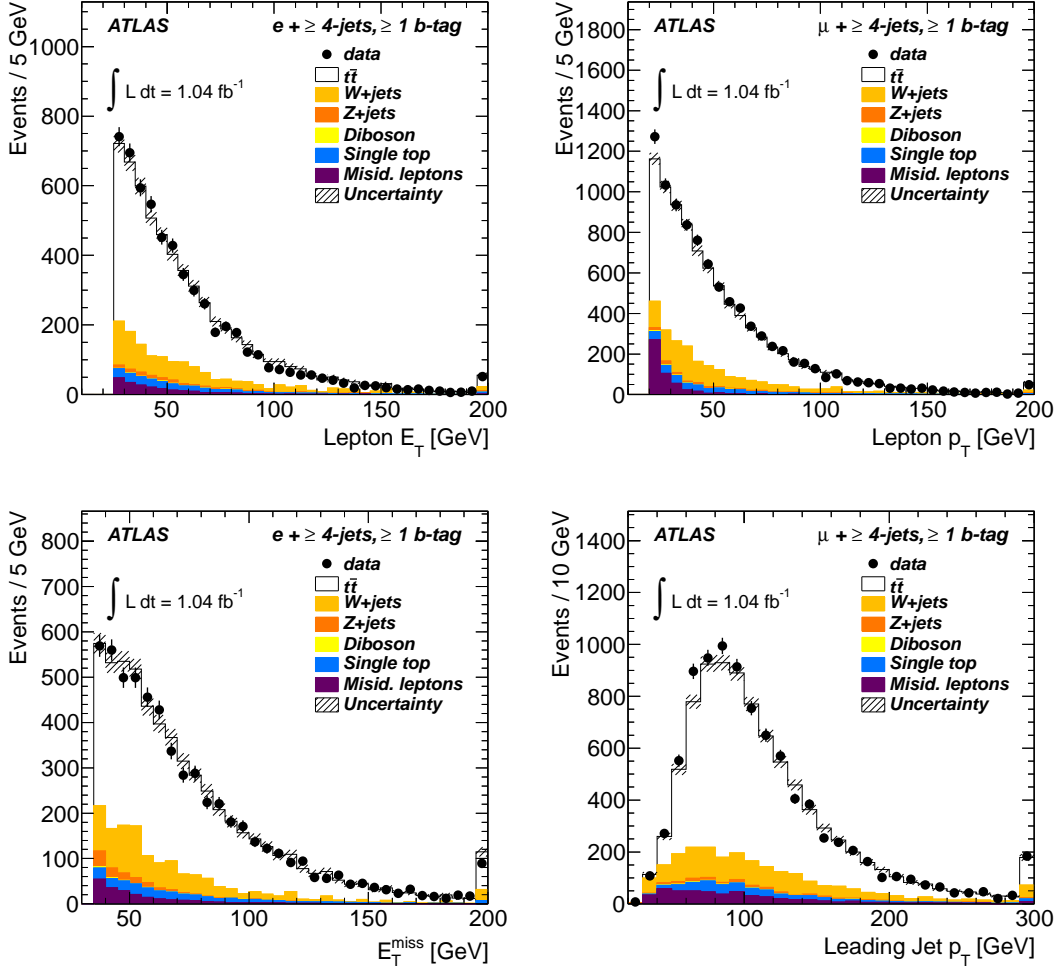 ATLAS e + ≥ 4-jets, ≥ 1 b-tag
∫ L dt = 1.04 fb⁻¹
data
tt̄
W+jets
Z+jets
Diboson
Single top
Misid. leptons
Uncertainty
Events / 5 GeV
1000
800
600
400
200
0
50 100 150 200
Lepton E_T [GeV]
ATLAS μ + ≥ 4-jets, ≥ 1 b-tag
∫ L dt = 1.04 fb⁻¹
data
tt̄
W+jets
Z+jets
Diboson
Single top
Misid. leptons
Uncertainty
Events / 5 GeV
1800
1600
1400
1200
1000
800
600
400
200
0
50 100 150 200
Lepton p_T [GeV]
ATLAS e + ≥ 4-jets, ≥ 1 b-tag
∫ L dt = 1.04 fb⁻¹
data
tt̄
W+jets
Z+jets
Diboson
Single top
Misid. leptons
Uncertainty
Events / 5 GeV
800
700
600
500
400
300
200
100
0
50 100 150 200
E_T^miss [GeV]
ATLAS μ + ≥ 4-jets, ≥ 1 b-tag
∫ L dt = 1.04 fb⁻¹
data
tt̄
W+jets
Z+jets
Diboson
Single top
Misid. leptons
Uncertainty
Events / 10 GeV
1400
1200
1000
800
600
400
200
0
100 200 300
Leading Jet p_T [GeV]